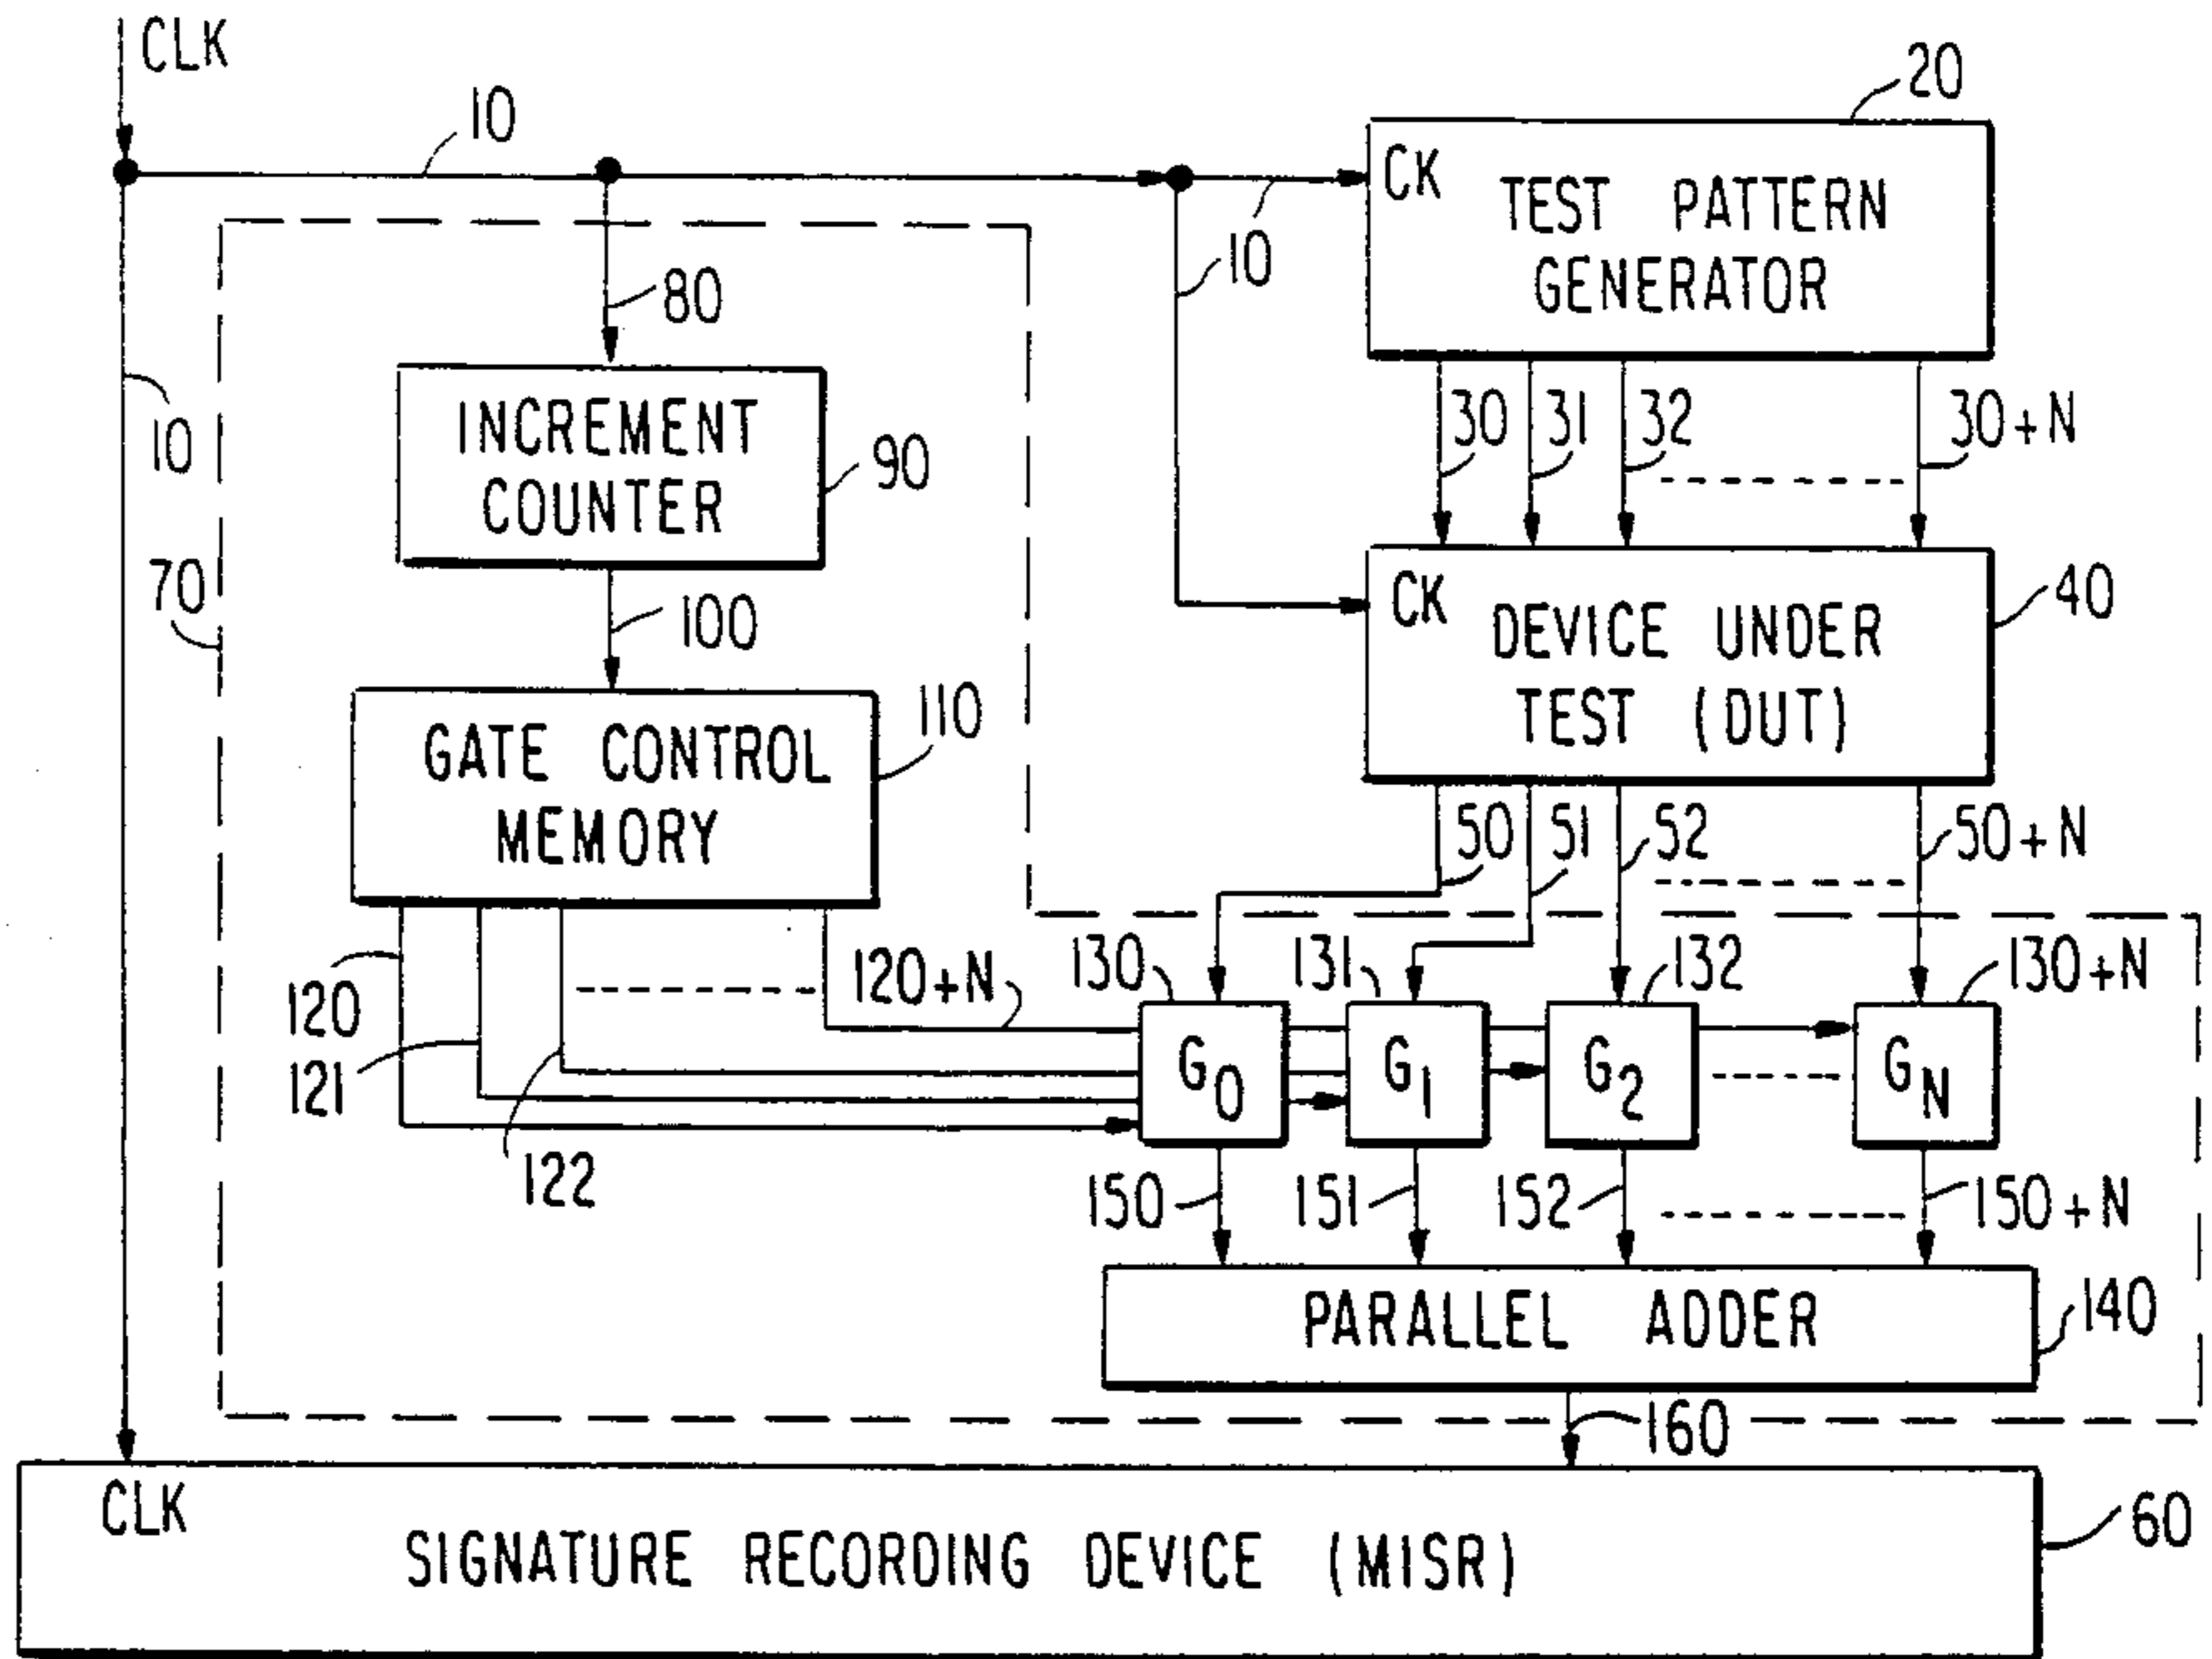 CLK
10
20
CK
TEST PATTERN
GENERATOR
10
80
INCREMENT
COUNTER
90
10
30
31
32
30+N
70
100
CK
DEVICE UNDER
TEST (DUT)
40
GATE CONTROL
MEMORY
110
50
51
52
50+N
120
121
122
120+N
130
131
132
130+N
G0
G1
G2
GN
150
151
152
150+N
PARALLEL ADDER
140
160
CLK
SIGNATURE RECORDING DEVICE (MISR)
60